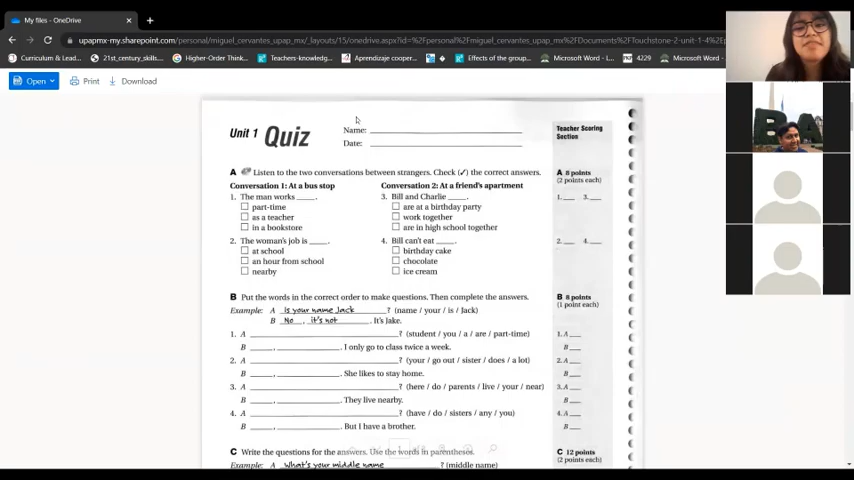 My files - OneDrive
upapmx-my.sharepoint.com/personal/miguel_cervantes_upap_mx/_layouts/15/onedrive.aspx?id=%2Fpersonal%2Fmiguel_cervantes_upap_mx%2FDocuments%2FTouchstone-2-unit-1-4%2Ep
Curriculum & Lead... 21st_century_skills.... Higher-Order Think... Teachers-knowledg... Aprendizaje cooper... Effects of the group... Microsoft Word - L... 4229 Microsoft Word - L...
Open Print Download
Unit 1 Quiz
Name:
Date:
Teacher Scoring Section
A Listen to the two conversations between strangers. Check (✓) the correct answers.
A 8 points
(2 points each)
Conversation 1: At a bus stop
1. The man works ____.
part-time
as a teacher
in a bookstore
2. The woman's job is ____.
at school
an hour from school
nearby
Conversation 2: At a friend's apartment
3. Bill and Charlie ____.
are at a birthday party
work together
are in high school together
4. Bill can't eat ____.
birthday cake
chocolate
ice cream
1.___ 3.___
2.___ 4.___
B Put the words in the correct order to make questions. Then complete the answers.
B 8 points
(1 point each)
Example: A Is your name Jack ? (name / your / is / Jack)
B No , it's not . It's Jake.
1. A ____ ? (student / you / a / are / part-time)
B ____, ____. I only go to class twice a week.
2. A ____ ? (your / go out / sister / does / a lot)
B ____, ____. She likes to stay home.
3. A ____ ? (here / do / parents / live / your / near)
B ____, ____. They live nearby.
4. A ____ ? (have / do / sisters / any / you)
B ____, ____. But I have a brother.
1. A ___
B ___
2. A ___
B ___
3. A ___
B ___
4. A ___
B ___
C Write the questions for the answers. Use the words in parentheses.
C 12 points
(2 points each)
Example: A What's your middle name ? (middle name)